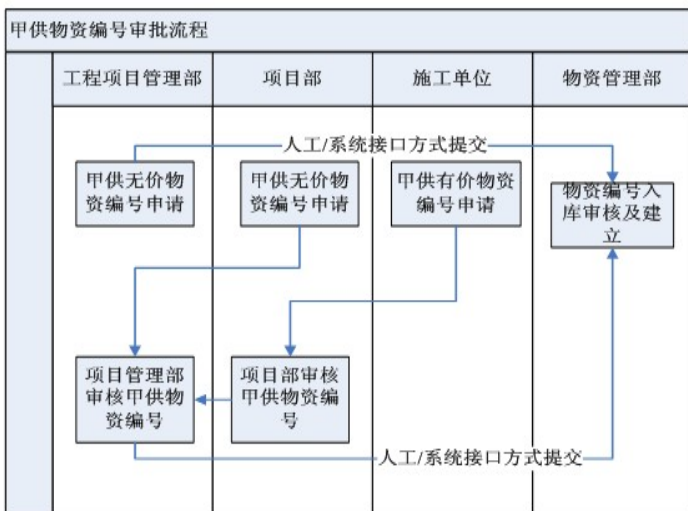 甲供物资编号审批流程
工程项目管理部
项目部
施工单位
物资管理部
人工/系统接口方式提交
甲供无价物
资编号申请
甲供无价物
资编号申请
甲供有价物资
编号申请
物资编号入
库审核及建
立
项目管理部
审核甲供物
资编号
项目部审核
甲供物资编
号
人工/系统接口方式提交